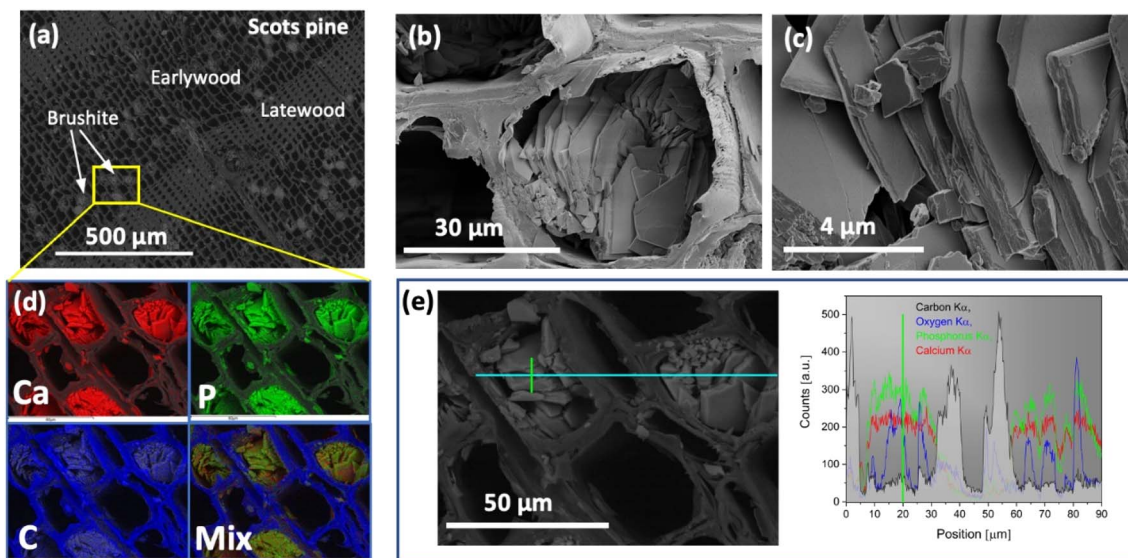 (a)
Scots pine
Earlywood
Latewood
Brushite
500 µm
(b)
30 µm
(c)
4 µm
(d)
Ca
P
C
Mix
(e)
50 µm
Counts [a.u.]
500
400
300
200
100
0
Carbon Kα,
Oxygen Kα,
Phosphorus Kα,
Calcium Kα
0 10 20 30 40 50 60 70 80 90
Position [µm]